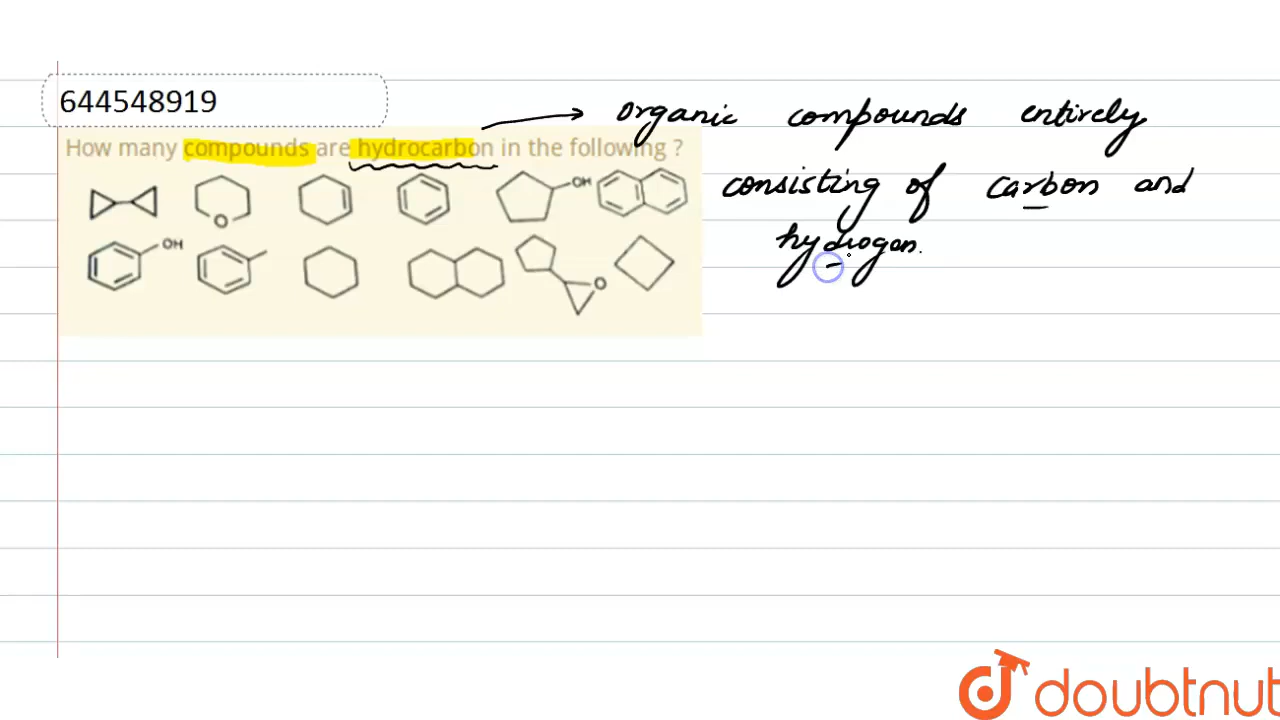 644548919
organic compounds entirely
How many compounds are hydrocarbon in the following ?
consisting of carbon and
hydrogen.
O
OH
OH
O
doubtnut